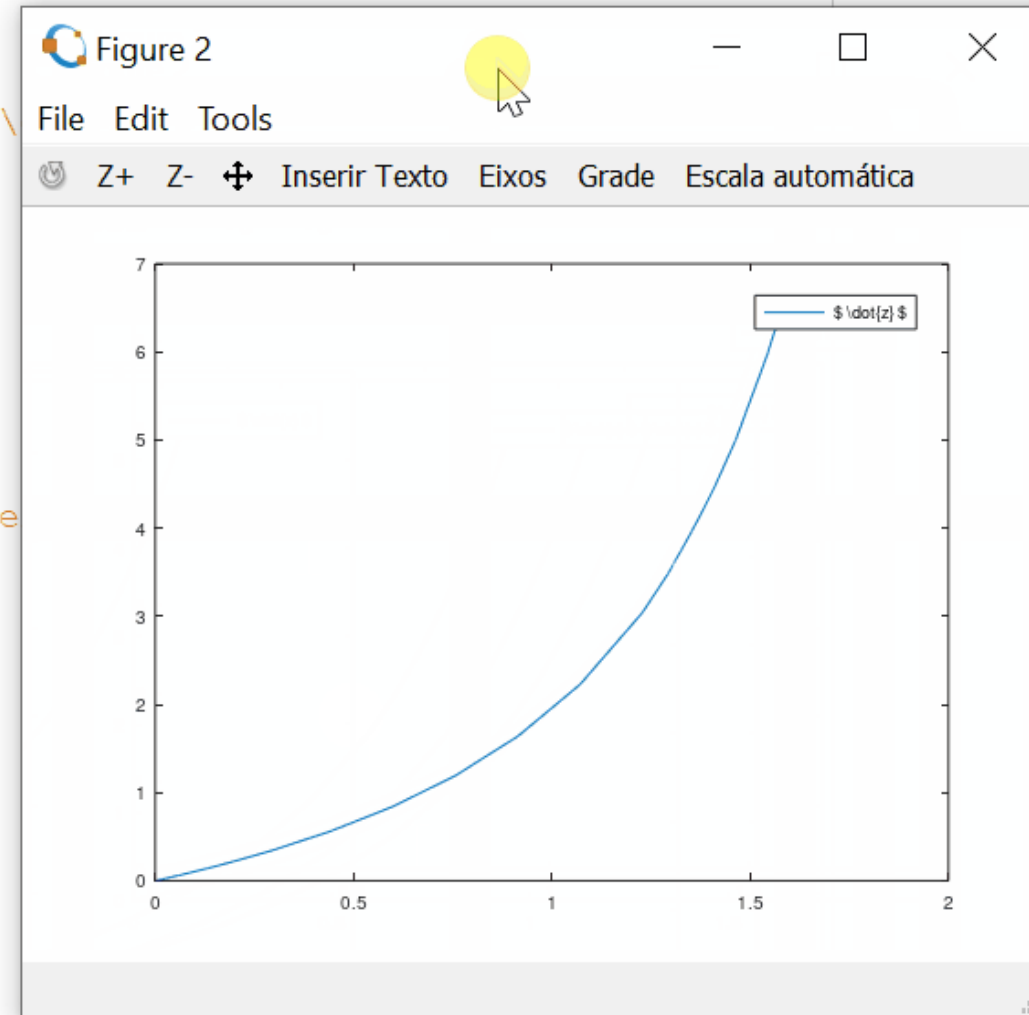 Figure 2
\
File Edit Tools
Z+ Z- Inserir Texto Eixos Grade Escala automática
7
$ \dot{z} $
6
5
4
e
3
2
1
0
0 0.5 1 1.5 2